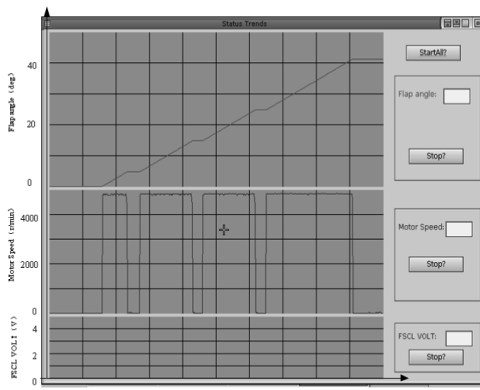 Status Trends
StartAll?
Flap angle (deg)
40
20
0
Flap angle:
Stop?
Motor Speed (r/min)
4000
2000
0
Motor Speed:
Stop?
FSCL VOLT (V)
4
2
0
FSCL VOLT:
Stop?